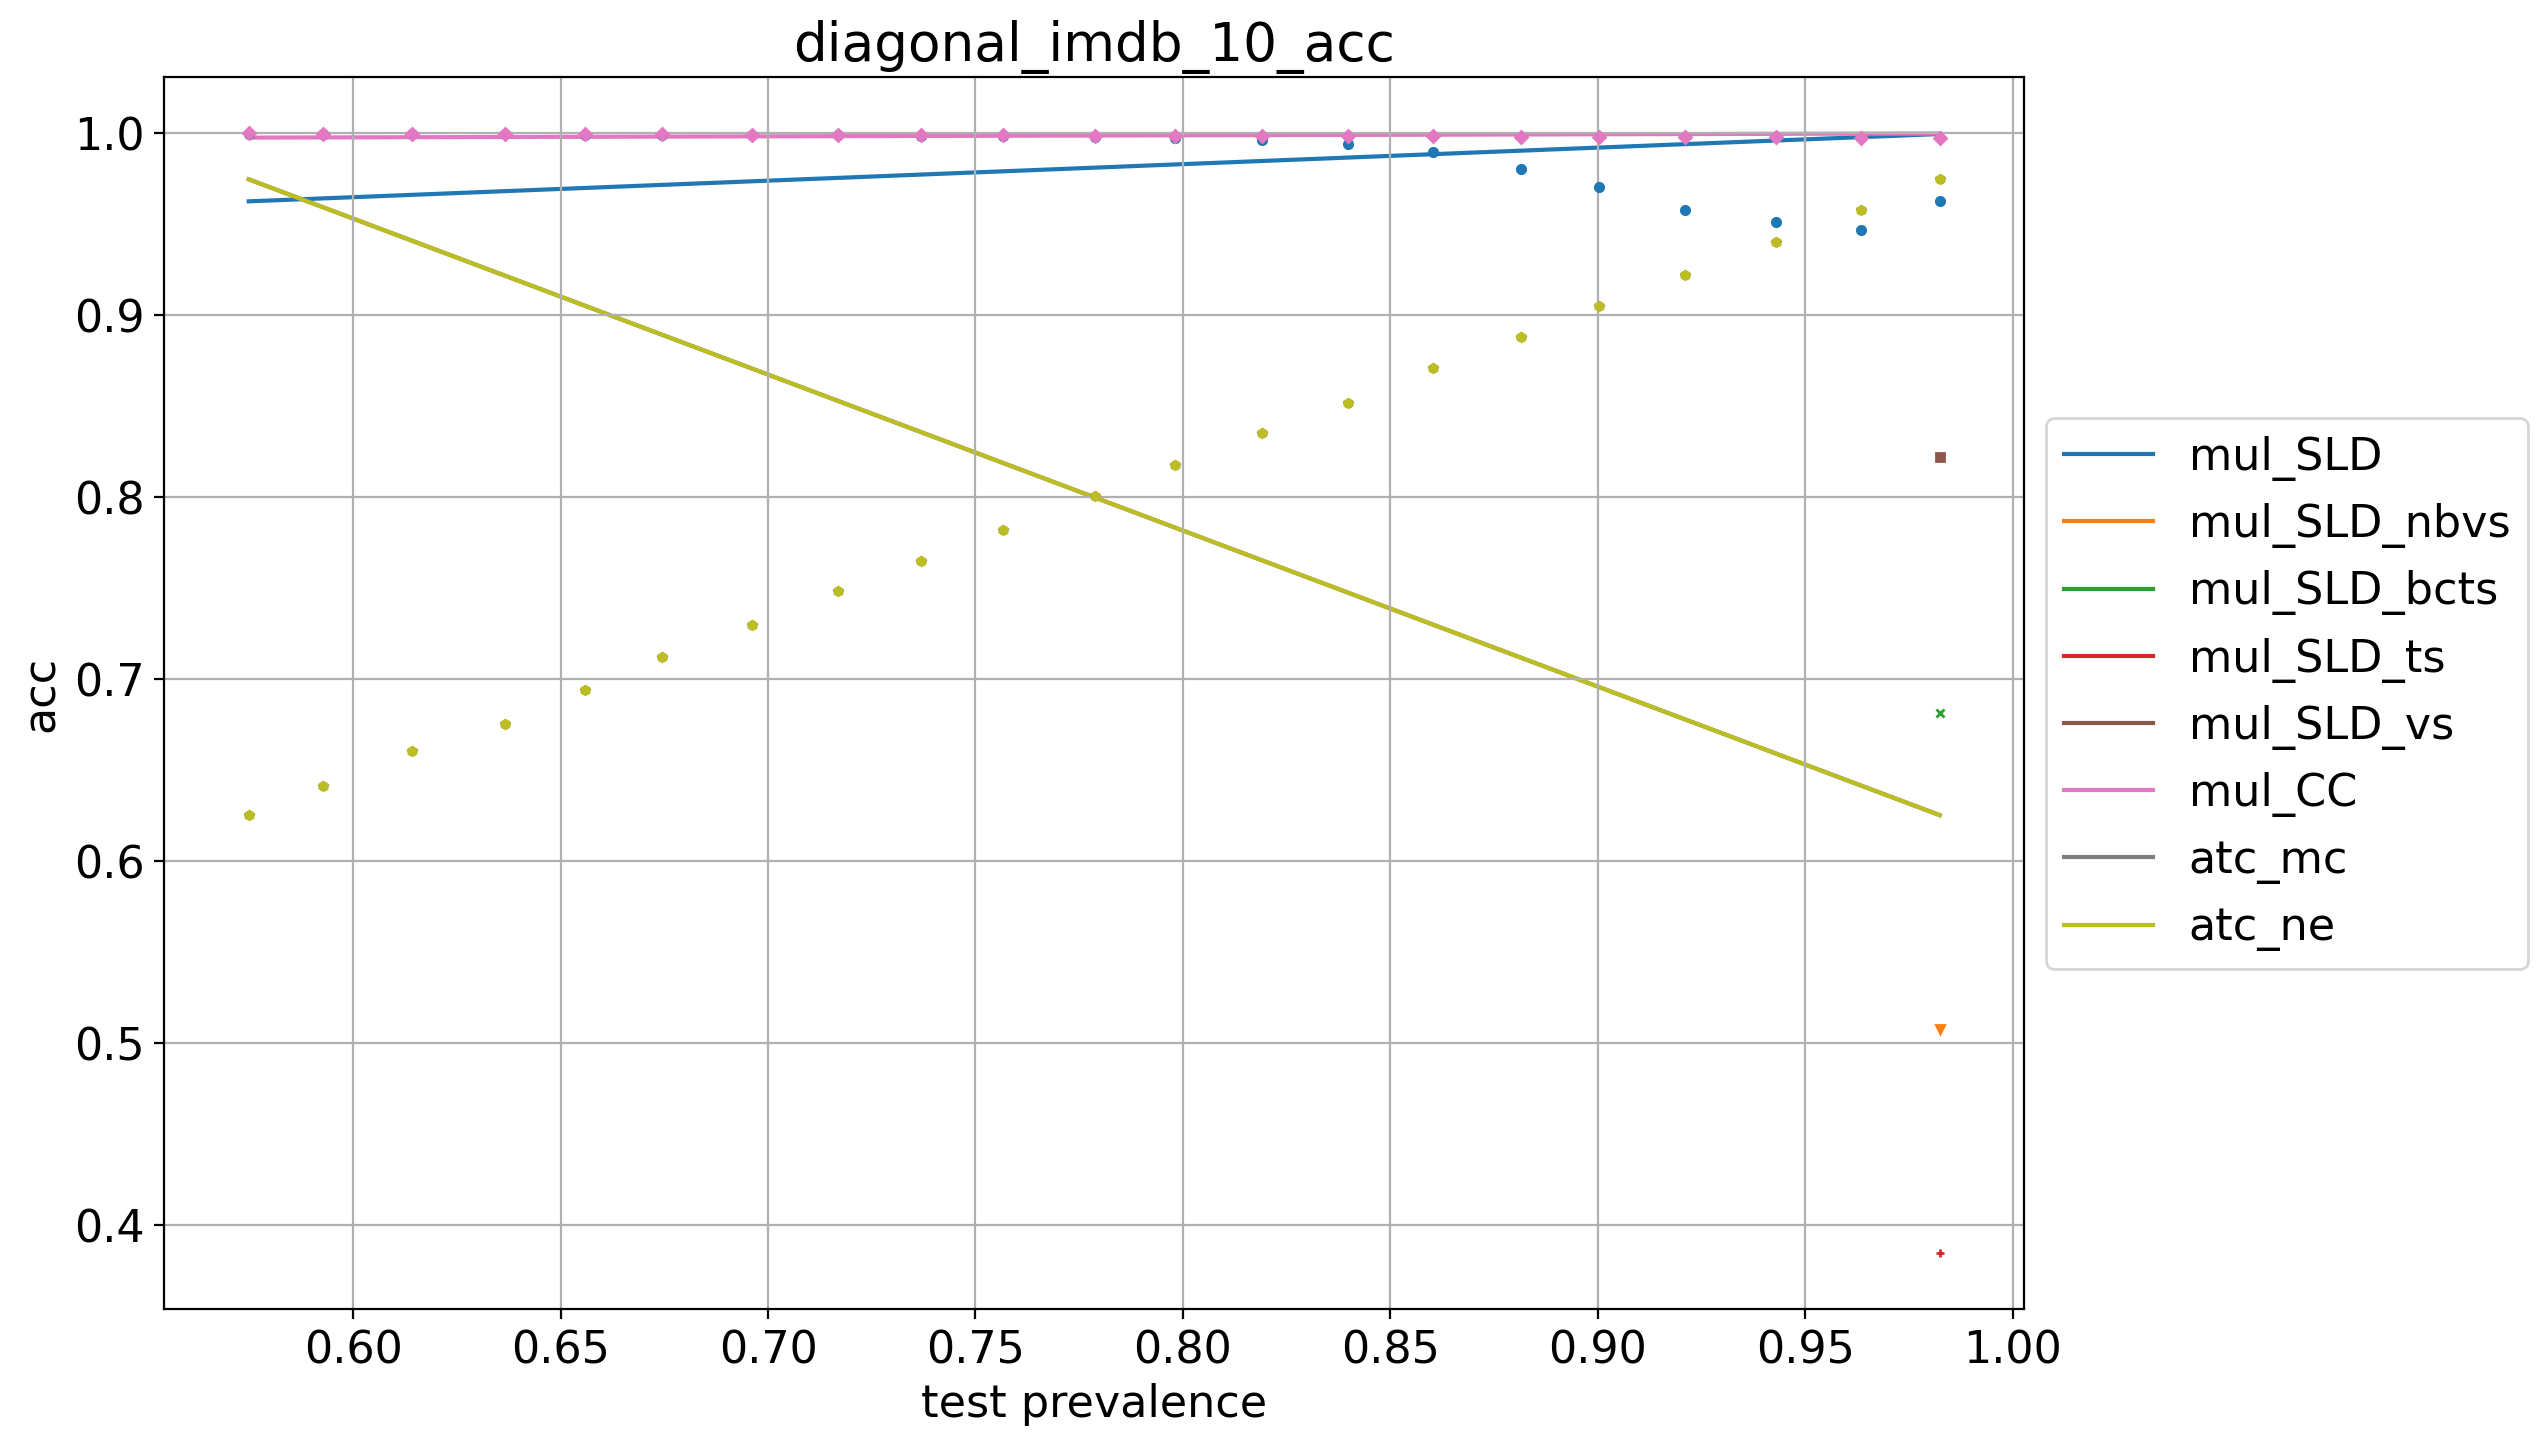 diagonal_imdb_10_acc
1.0
0.9
0.8
0.7
0.6
0.5
0.4
acc
0.60 0.65 0.70 0.75 0.80 0.85 0.90 0.95 1.00
test prevalence
mul_SLD
mul_SLD_nbvs
mul_SLD_bcts
mul_SLD_ts
mul_SLD_vs
mul_CC
atc_mc
atc_ne